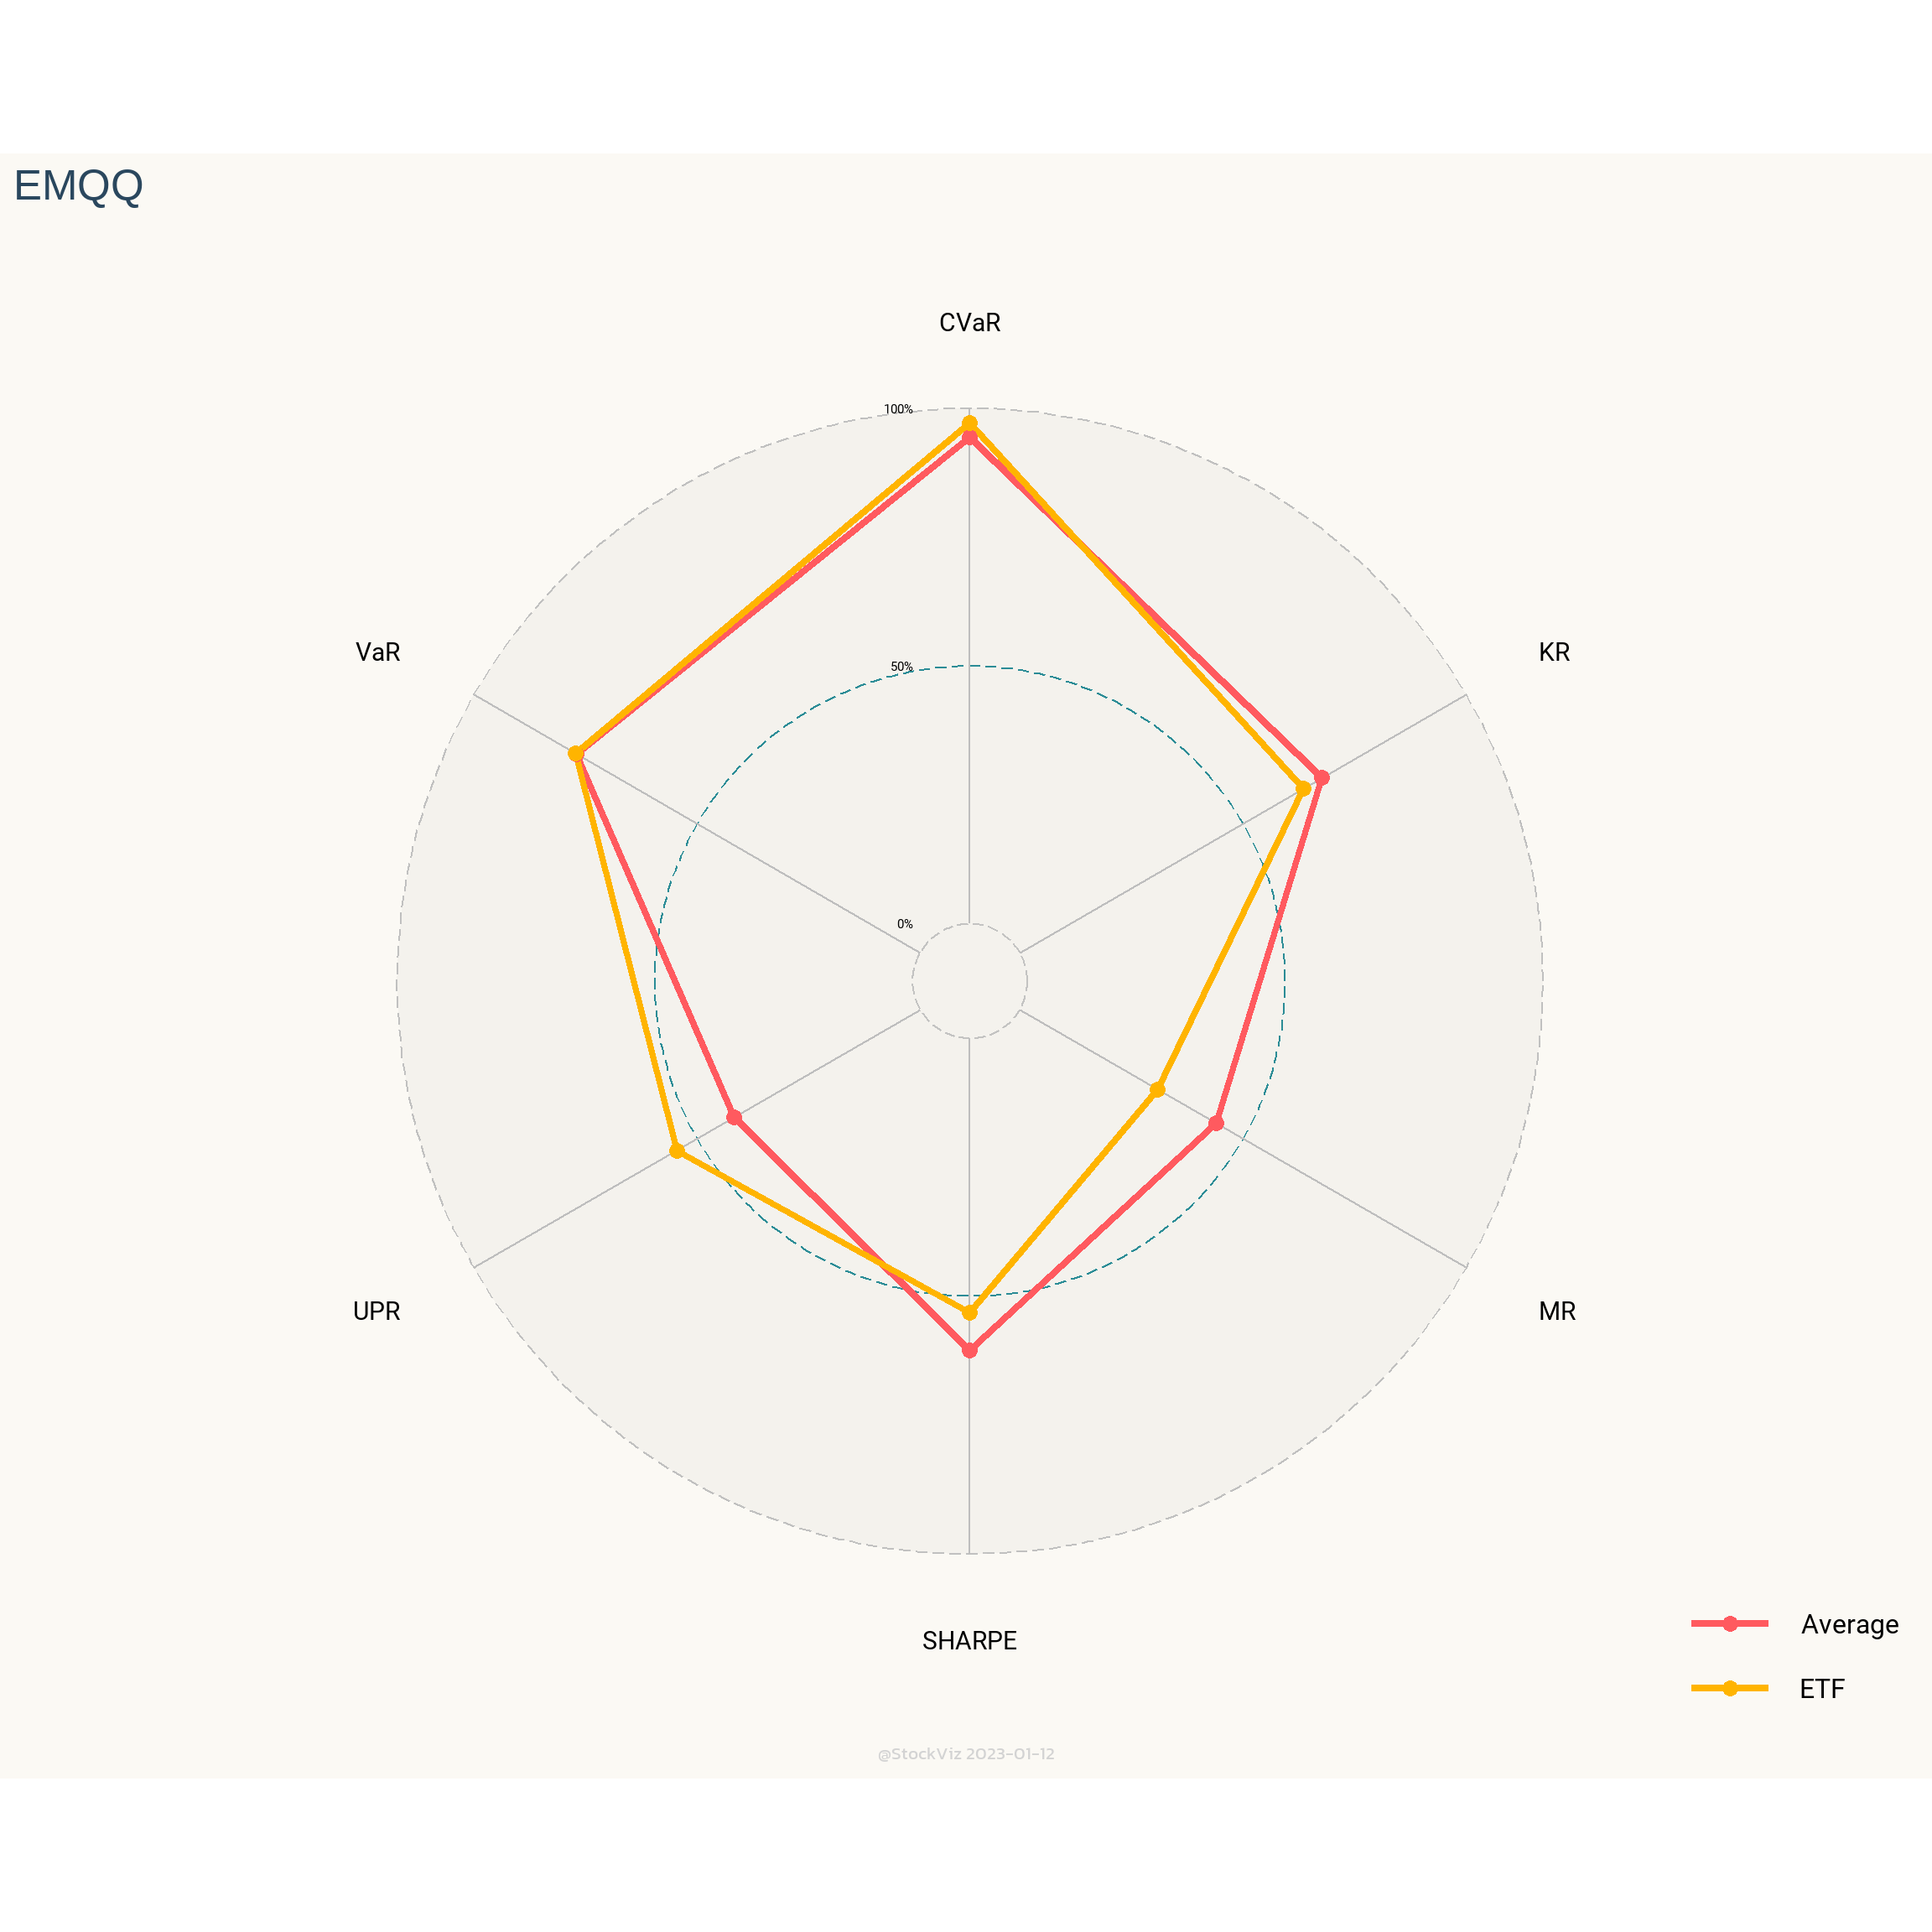 EMQQ
CVaR
100%
KR
VaR
50%
0%
UPR
MR
SHARPE
Average
ETF
@StockViz 2023-01-12